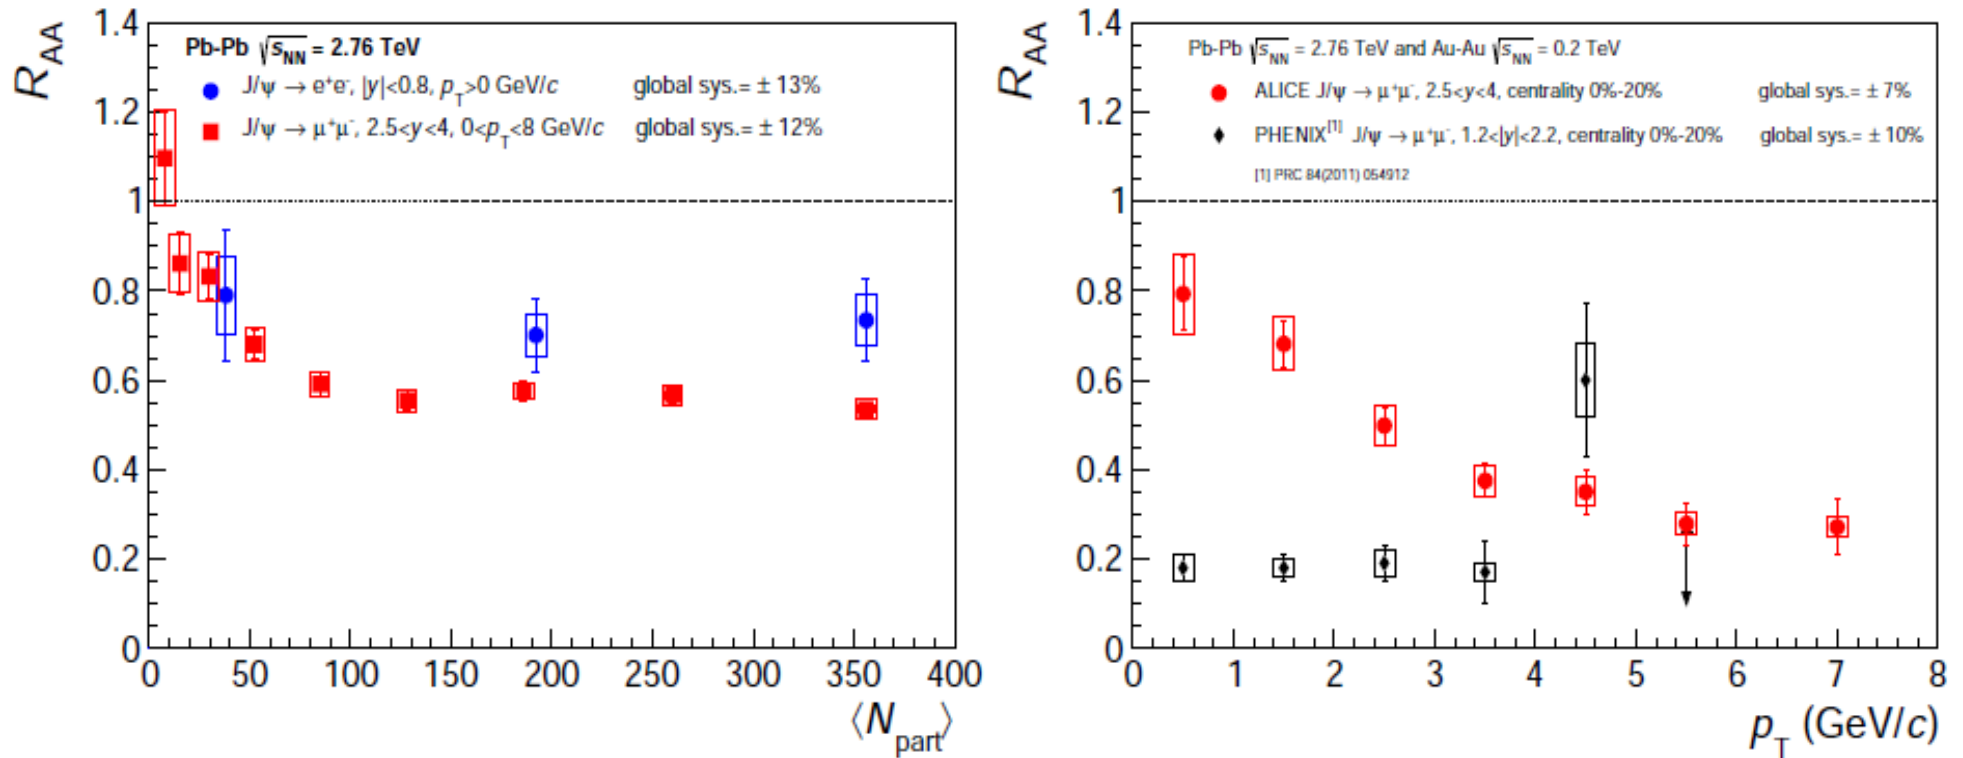 R_AA
1.4
1.2
1
0.8
0.6
0.4
0.2
0
Pb-Pb √s_NN = 2.76 TeV
J/ψ → e⁺e⁻, |y|<0.8, p_T>0 GeV/c global sys.= ± 13%
J/ψ → μ⁺μ⁻, 2.5<y<4, 0<p_T<8 GeV/c global sys.= ± 12%
0 50 100 150 200 250 300 350 400
⟨N_part⟩
R_AA
1.4
1.2
1
0.8
0.6
0.4
0.2
0
Pb-Pb √s_NN = 2.76 TeV and Au-Au √s_NN = 0.2 TeV
ALICE J/ψ → μ⁺μ⁻, 2.5<y<4, centrality 0%-20% global sys.= ± 7%
PHENIX[1] J/ψ → μ⁺μ⁻, 1.2<|y|<2.2, centrality 0%-20% global sys.= ± 10%
[1] PRC 84(2011) 054912
0 1 2 3 4 5 6 7 8
p_T (GeV/c)